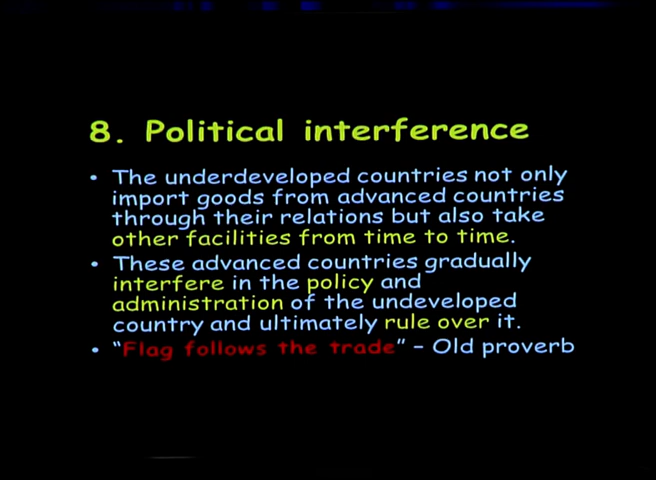 8. Political interference
• The underdeveloped countries not only
import goods from advanced countries
through their relations but also take
other facilities from time to time.
• These advanced countries gradually
interfere in the policy and
administration of the undeveloped
country and ultimately rule over it.
• “Flag follows the trade” – Old proverb